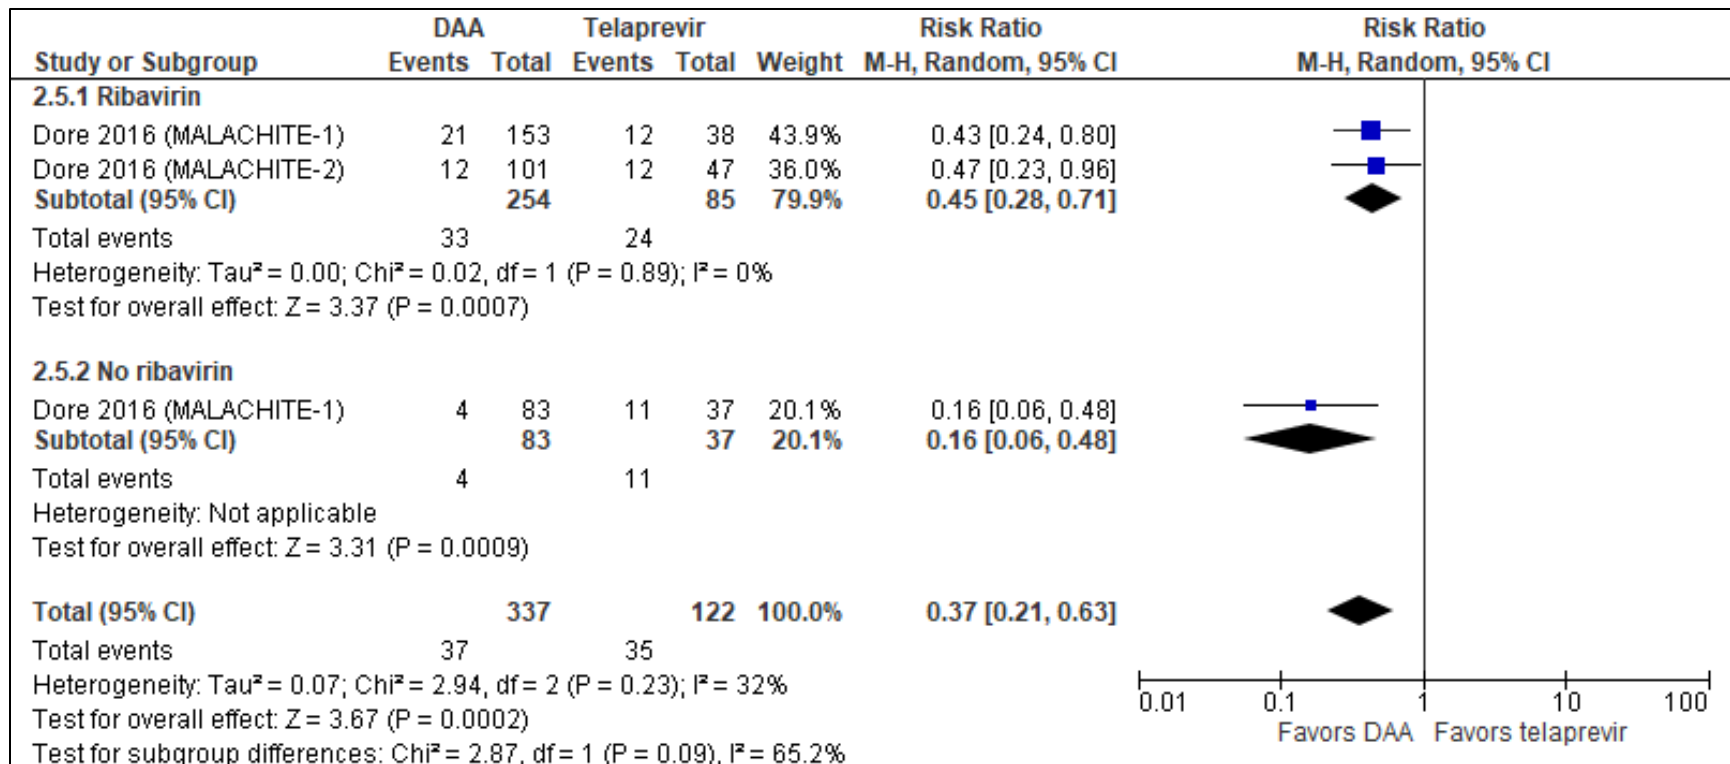 DAA Telaprevir Risk Ratio Risk Ratio
Study or Subgroup Events Total Events Total Weight M-H, Random, 95% CI M-H, Random, 95% CI
2.5.1 Ribavirin
Dore 2016 (MALACHITE-1) 21 153 12 38 43.9% 0.43 [0.24, 0.80]
Dore 2016 (MALACHITE-2) 12 101 12 47 36.0% 0.47 [0.23, 0.96]
Subtotal (95% CI) 254 85 79.9% 0.45 [0.28, 0.71]
Total events 33 24
Heterogeneity: Tau² = 0.00; Chi² = 0.02, df = 1 (P = 0.89); I² = 0%
Test for overall effect: Z = 3.37 (P = 0.0007)
2.5.2 No ribavirin
Dore 2016 (MALACHITE-1) 4 83 11 37 20.1% 0.16 [0.06, 0.48]
Subtotal (95% CI) 83 37 20.1% 0.16 [0.06, 0.48]
Total events 4 11
Heterogeneity: Not applicable
Test for overall effect: Z = 3.31 (P = 0.0009)
Total (95% CI) 337 122 100.0% 0.37 [0.21, 0.63]
Total events 37 35
Heterogeneity: Tau² = 0.07; Chi² = 2.94, df = 2 (P = 0.23); I² = 32%
Test for overall effect: Z = 3.67 (P = 0.0002)
Test for subgroup differences: Chi² = 2.87, df = 1 (P = 0.09), I² = 65.2%
0.01 0.1 1 10 100
Favors DAA Favors telaprevir